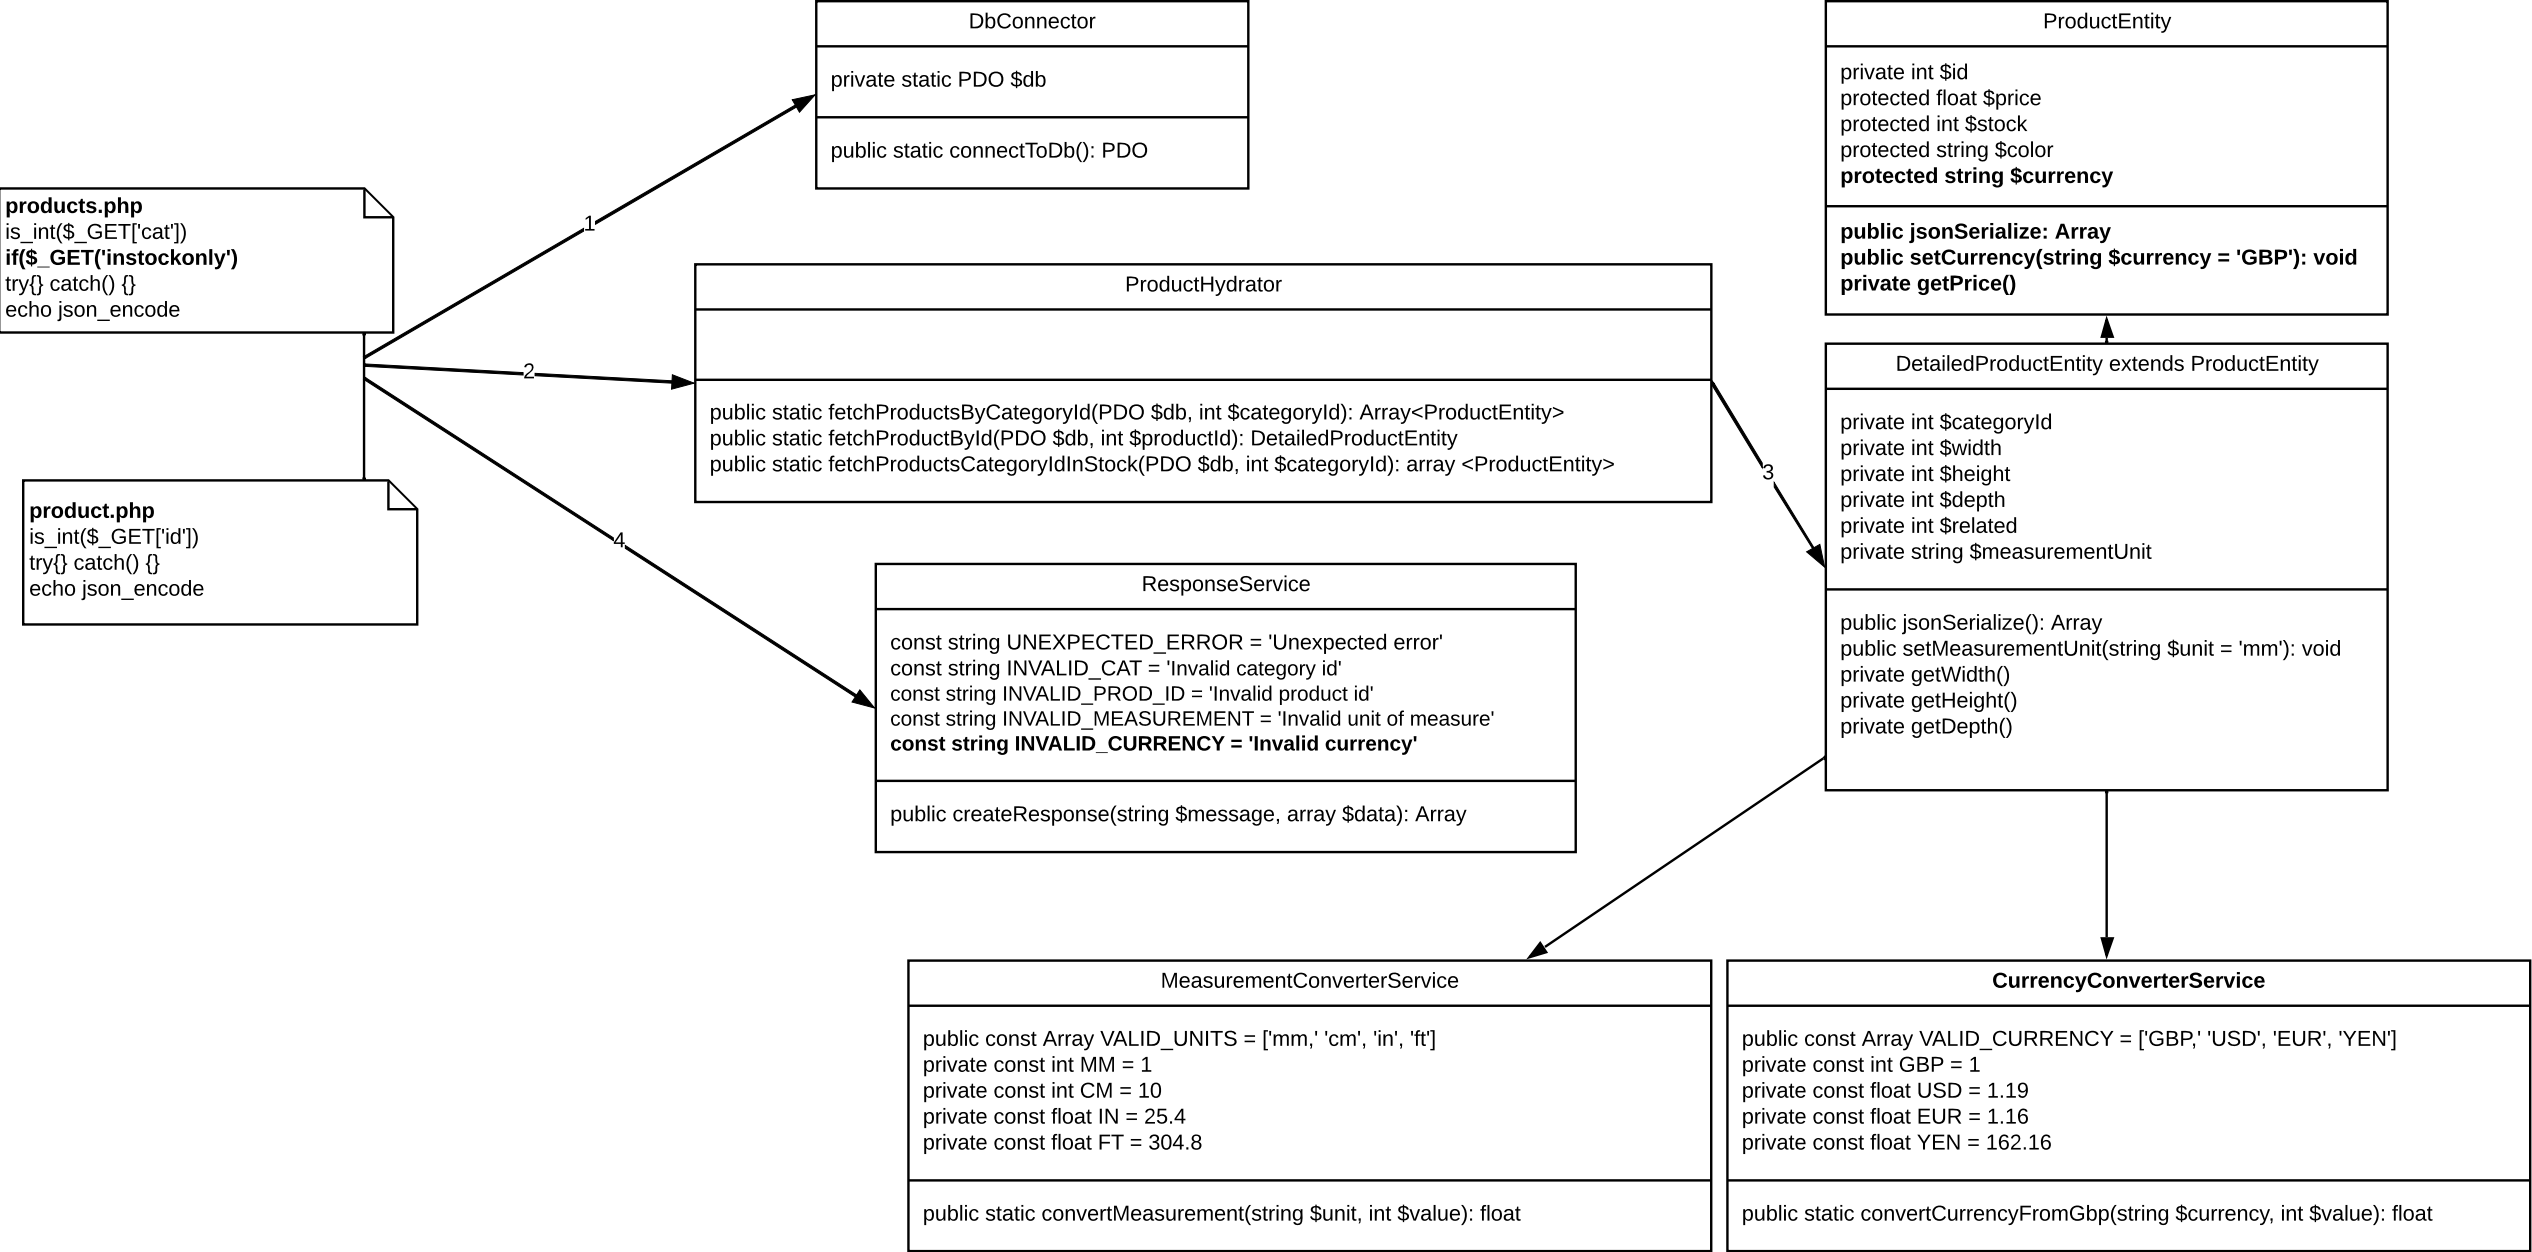 DbConnector
private static PDO $db
public static connectToDb(): PDO
ProductEntity
private int $id
protected float $price
protected int $stock
protected string $color
protected string $currency
public jsonSerialize: Array
public setCurrency(string $currency = 'GBP'): void
private getPrice()
products.php
is_int($_GET['cat'])
if($_GET('instockonly')
try{} catch() {}
echo json_encode
1
2
4
product.php
is_int($_GET['id'])
try{} catch() {}
echo json_encode
ProductHydrator
public static fetchProductsByCategoryId(PDO $db, int $categoryId): Array<ProductEntity>
public static fetchProductById(PDO $db, int $productId): DetailedProductEntity
public static fetchProductsCategoryIdInStock(PDO $db, int $categoryId): array <ProductEntity>
3
DetailedProductEntity extends ProductEntity
private int $categoryId
private int $width
private int $height
private int $depth
private int $related
private string $measurementUnit
public jsonSerialize(): Array
public setMeasurementUnit(string $unit = 'mm'): void
private getWidth()
private getHeight()
private getDepth()
ResponseService
const string UNEXPECTED_ERROR = 'Unexpected error'
const string INVALID_CAT = 'Invalid category id'
const string INVALID_PROD_ID = 'Invalid product id'
const string INVALID_MEASUREMENT = 'Invalid unit of measure'
const string INVALID_CURRENCY = 'Invalid currency'
public createResponse(string $message, array $data): Array
MeasurementConverterService
public const Array VALID_UNITS = ['mm,' 'cm', 'in', 'ft']
private const int MM = 1
private const int CM = 10
private const float IN = 25.4
private const float FT = 304.8
public static convertMeasurement(string $unit, int $value): float
CurrencyConverterService
public const Array VALID_CURRENCY = ['GBP,' 'USD', 'EUR', 'YEN']
private const int GBP = 1
private const float USD = 1.19
private const float EUR = 1.16
private const float YEN = 162.16
public static convertCurrencyFromGbp(string $currency, int $value): float